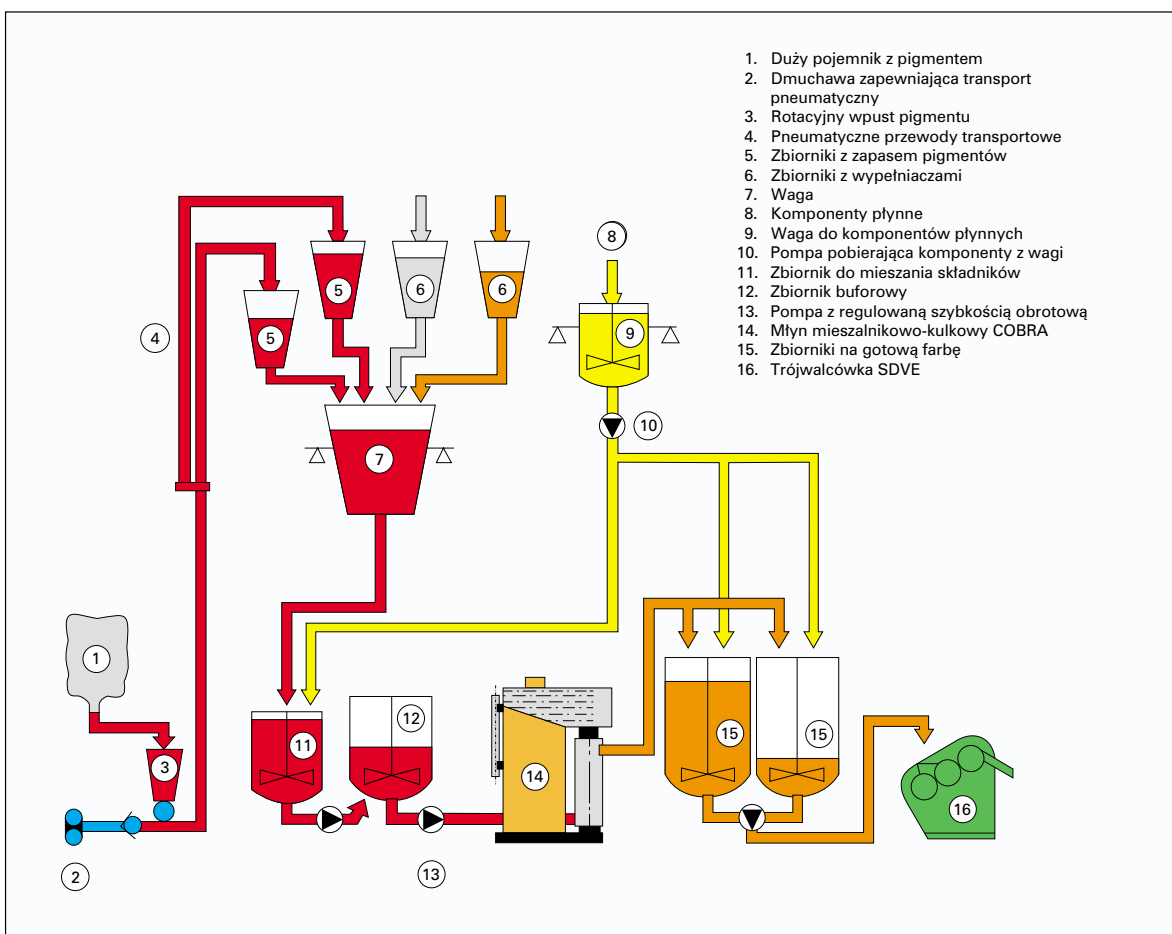 1. Duży pojemnik z pigmentem
2. Dmuchawa zapewniająca transport
pneumatyczny
3. Rotacyjny wpust pigmentu
4. Pneumatyczne przewody transportowe
5. Zbiorniki z zapasem pigmentów
6. Zbiorniki z wypełniaczami
7. Waga
8. Komponenty płynne
9. Waga do komponentów płynnych
10. Pompa pobierająca komponenty z wagi
11. Zbiornik do mieszania składników
12. Zbiornik buforowy
13. Pompa z regulowaną szybkością obrotową
14. Młyn mieszalnikowo-kulkowy COBRA
15. Zbiorniki na gotową farbę
16. Trójwalcówka SDVE
8
5
6
6
9
4
5
10
7
1
12
11
15
15
3
14
16
2
13